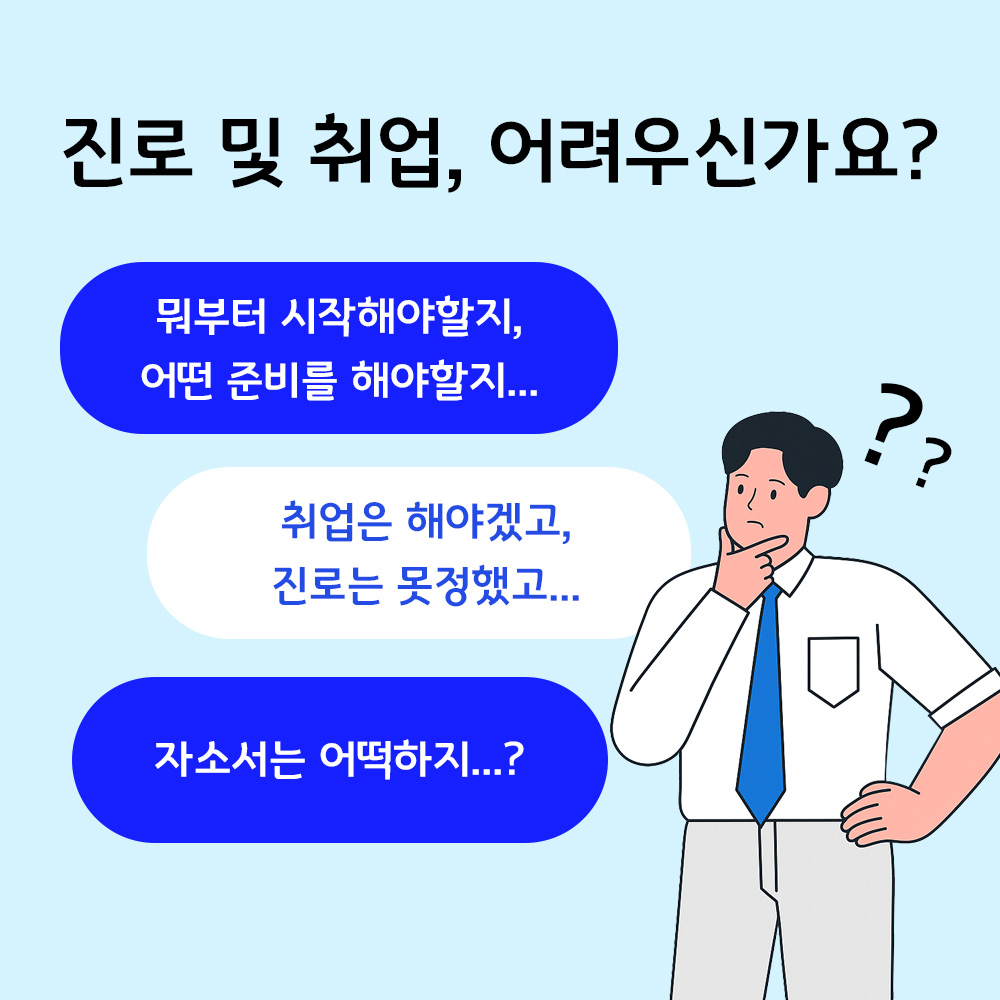 진로 및 취업, 어려우신가요?
뭐부터 시작해야할지,
어떤 준비를 해야할지...
취업은 해야겠고,
진로는 못정했고...
자소서는 어떡하지...?
??